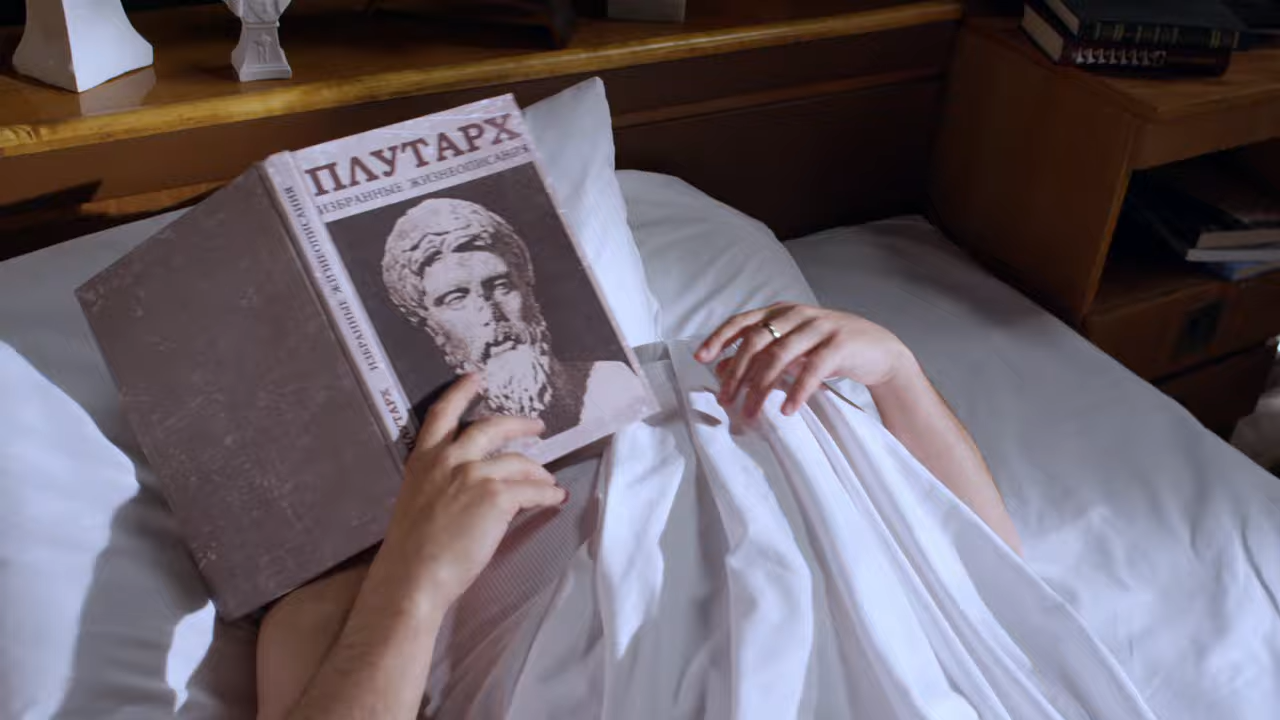 ПЛУТАРХ
ИЗБРАННЫЕ ЖИЗНЕОПИСАНИЯ
ПЛУТАРХ ИЗБРАННЫЕ ЖИЗНЕОПИСАНИЯ